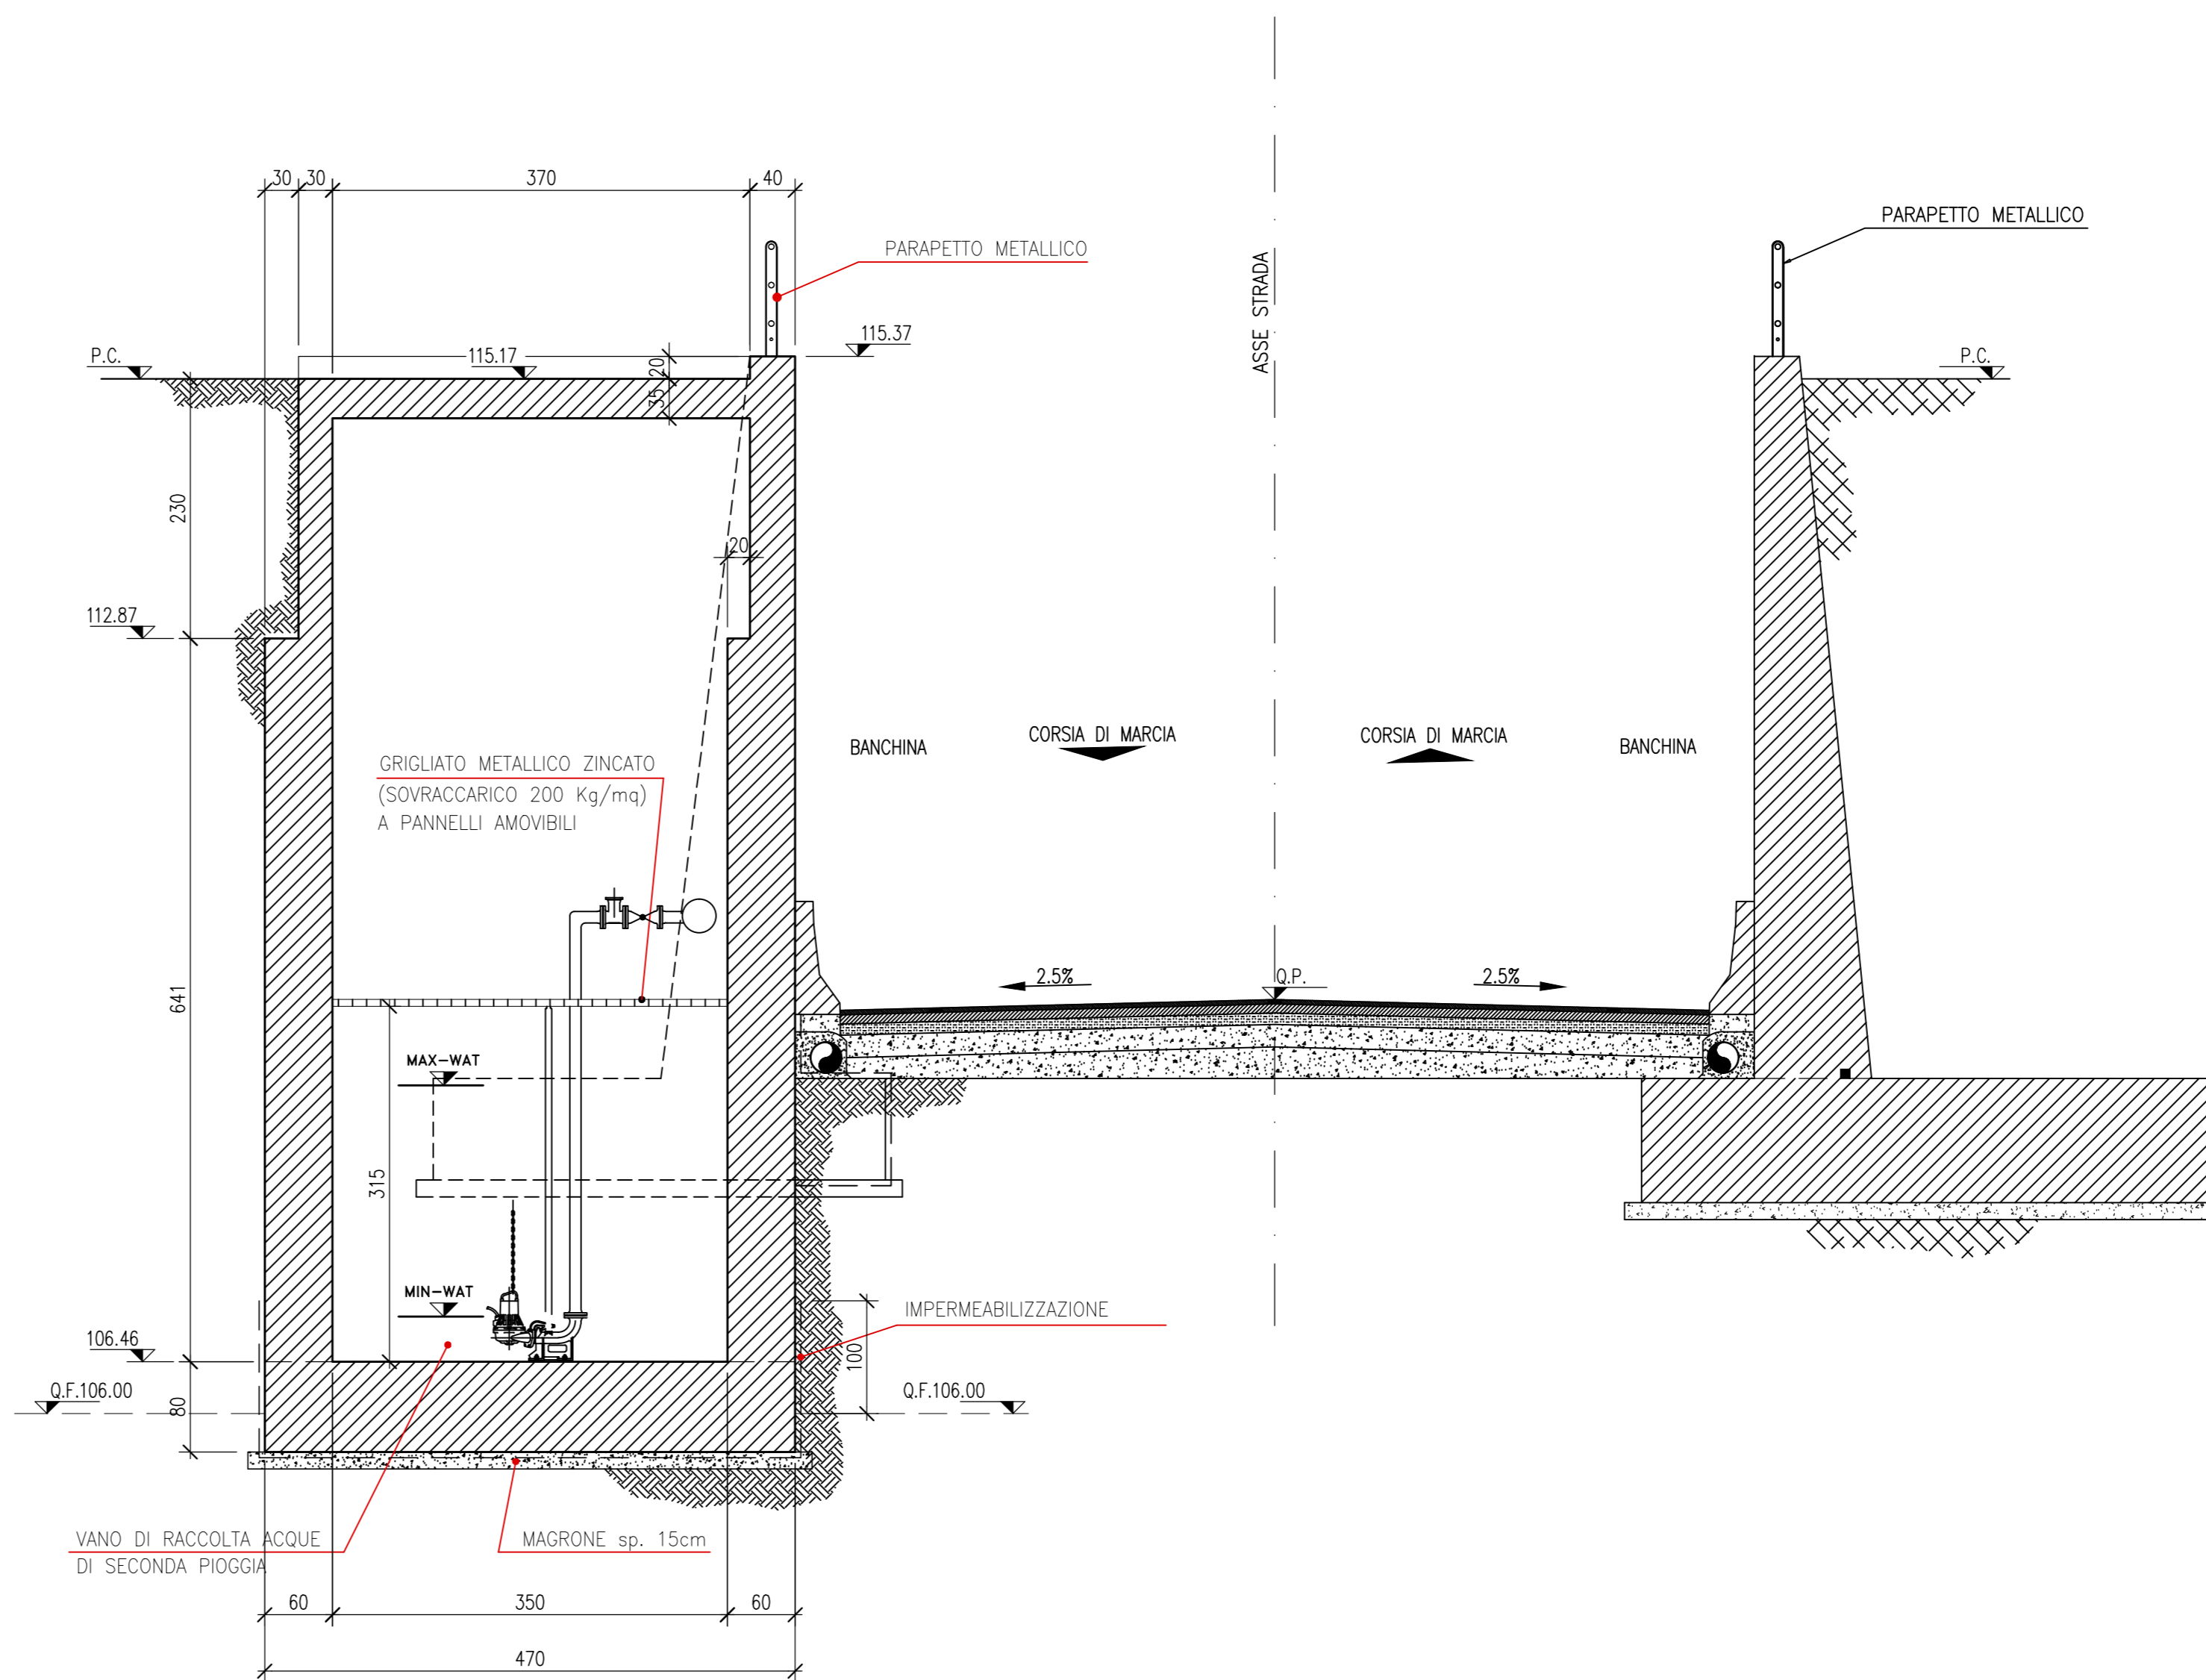 30
30
370
40
PARAPETTO METALLICO
PARAPETTO METALLICO
ASSE STRADA
P.C.
115.17
20
115.37
P.C.
35
230
20
112.87
BANCHINA
CORSIA DI MARCIA
CORSIA DI MARCIA
BANCHINA
GRIGLIATO METALLICO ZINCATO
(SOVRACCARICO 200 Kg/mq)
A PANNELLI AMOVIBILI
641
2.5%
Q.P.
2.5%
MAX-WAT
315
MIN-WAT
IMPERMEABILIZZAZIONE
106.46
100
Q.F.106.00
80
Q.F.106.00
VANO DI RACCOLTA ACQUE
DI SECONDA PIOGGIA
MAGRONE sp. 15cm
60
350
60
470